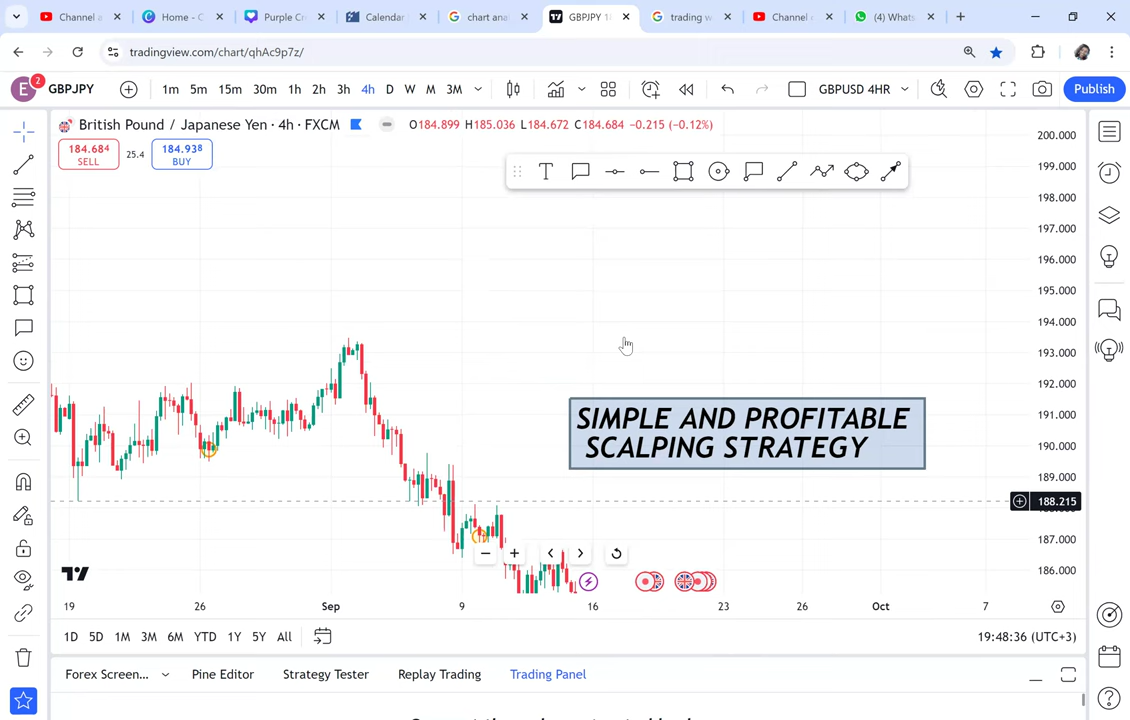 Channel a
Home - C
Purple Cr
Calendar
chart ana
GBPJPY 1
trading w
Channel c
(4) Whats
tradingview.com/chart/qhAc9p7z/
E
2
GBPJPY
1m 5m 15m 30m 1h 2h 3h 4h D W M 3M
GBPUSD 4HR
Publish
British Pound / Japanese Yen · 4h · FXCM
O184.899 H185.036 L184.672 C184.684 −0.215 (−0.12%)
184.684
SELL
25.4
184.938
BUY
200.000
199.000
198.000
197.000
196.000
195.000
194.000
193.000
192.000
191.000
190.000
189.000
188.215
187.000
186.000
SIMPLE AND PROFITABLE
SCALPING STRATEGY
19 26 Sep 9 16 23 26 Oct 7
1D 5D 1M 3M 6M YTD 1Y 5Y All
19:48:36 (UTC+3)
Forex Screen... Pine Editor Strategy Tester Replay Trading Trading Panel